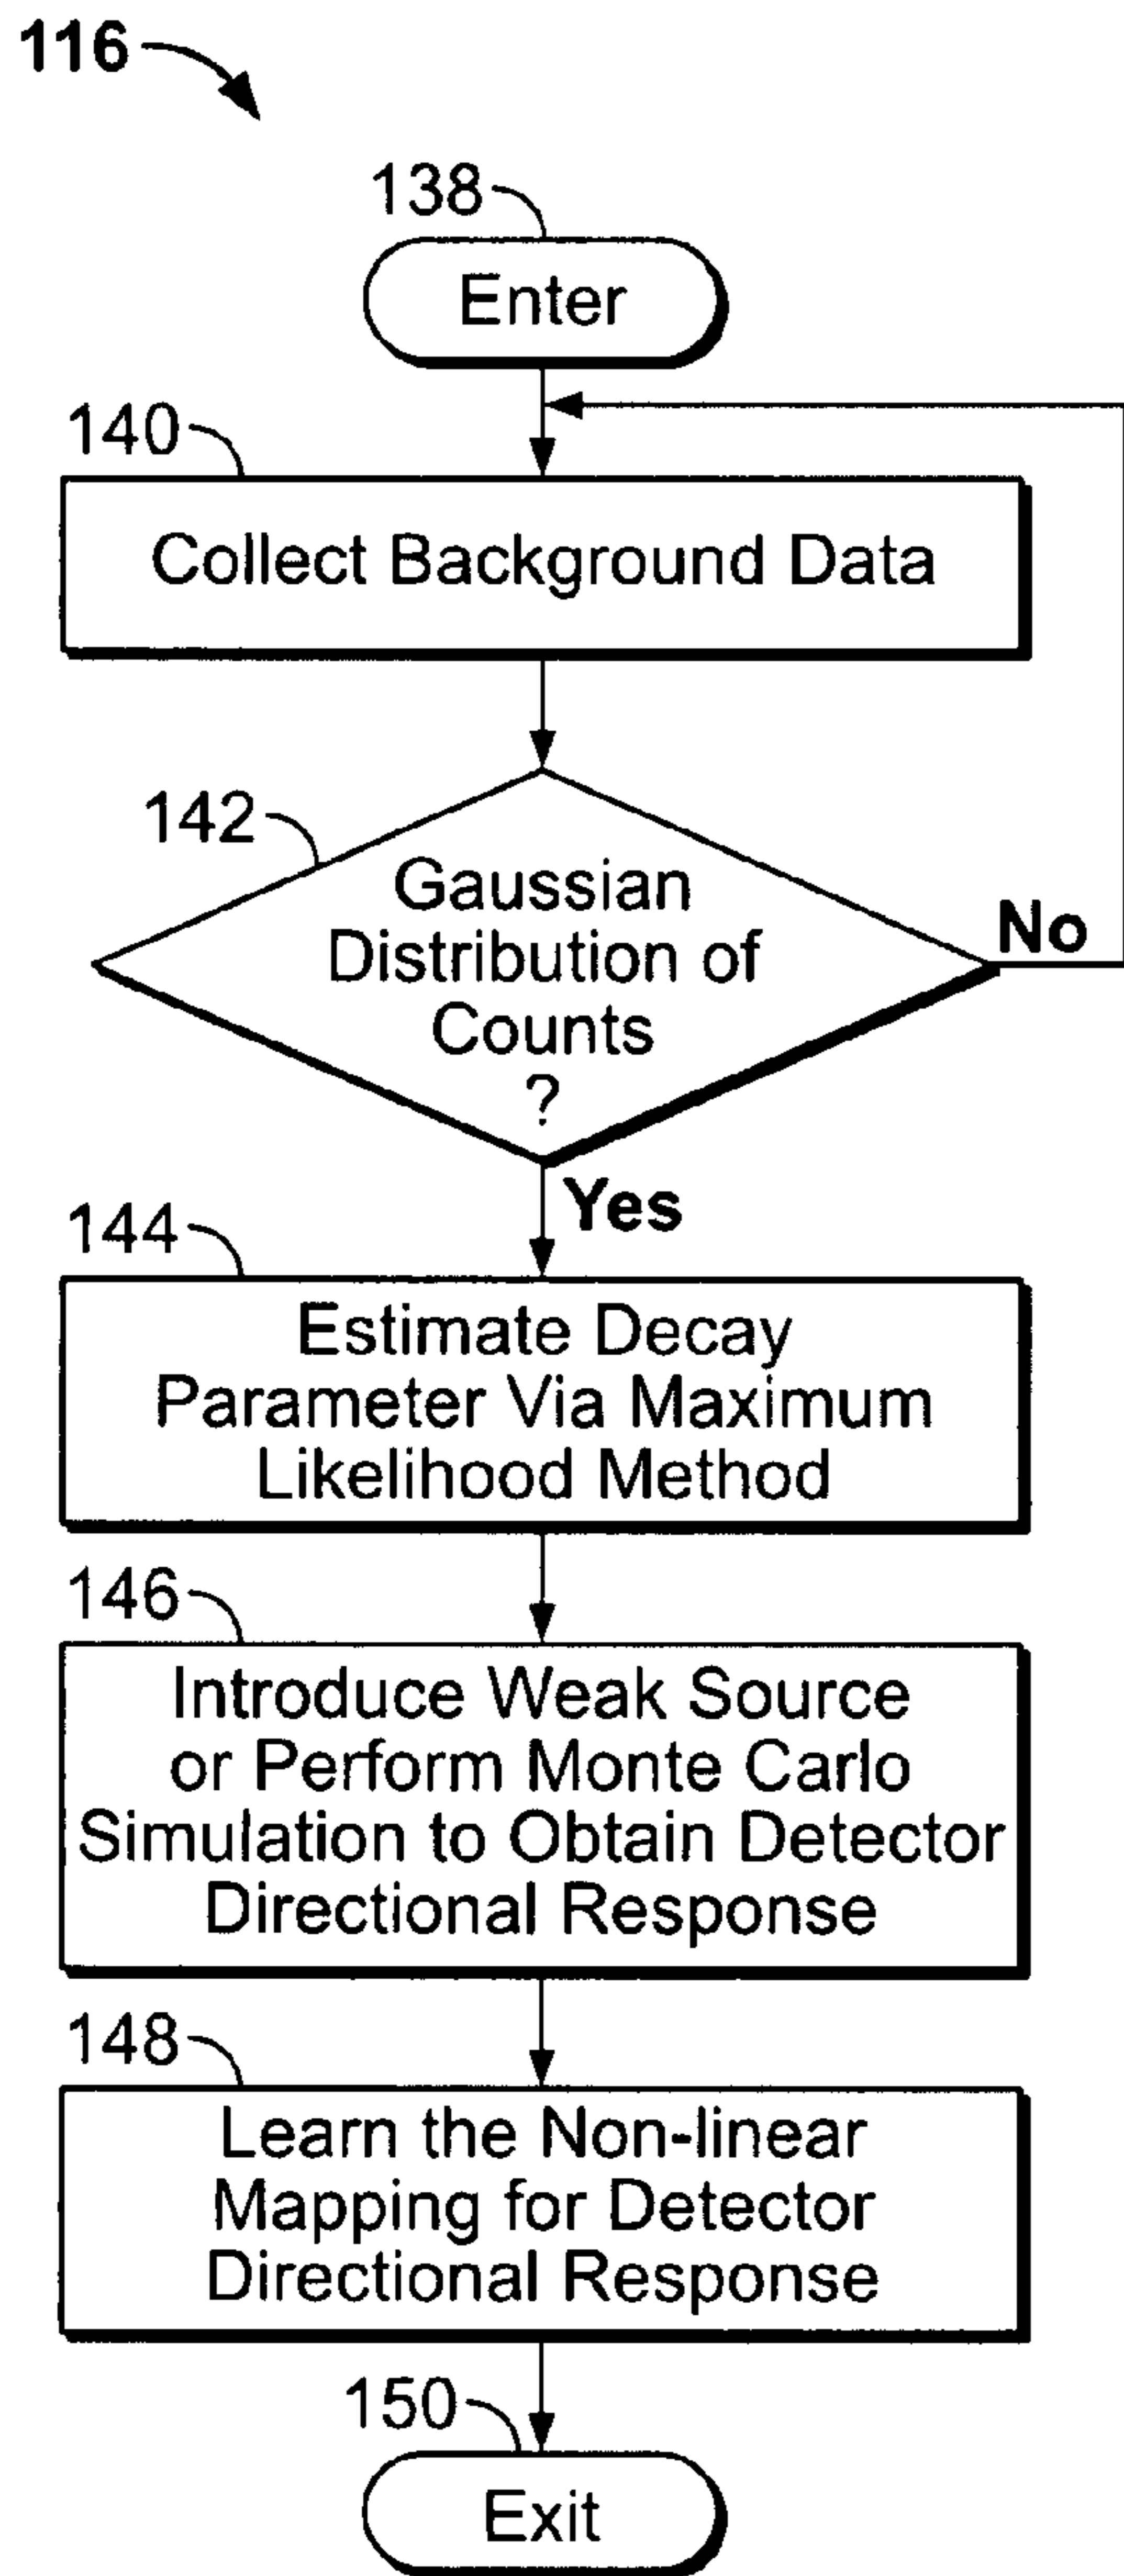 116
138
Enter
140
Collect Background Data
142
Gaussian
Distribution of
Counts
?
No
Yes
144
Estimate Decay
Parameter Via Maximum
Likelihood Method
146
Introduce Weak Source
or Perform Monte Carlo
Simulation to Obtain Detector
Directional Response
148
Learn the Non-linear
Mapping for Detector
Directional Response
150
Exit